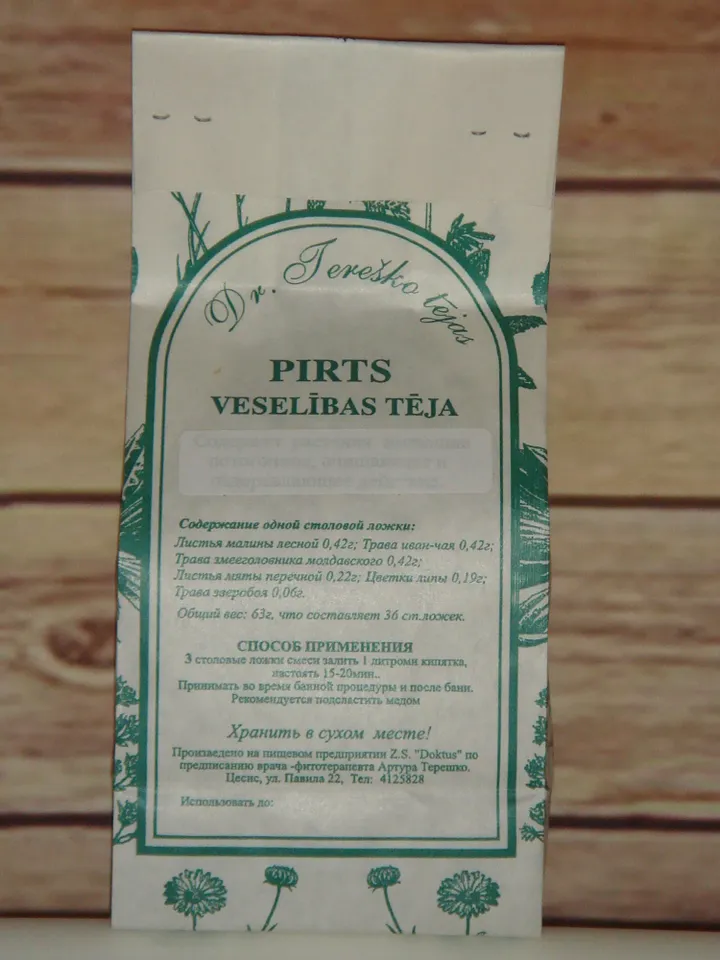 Dr. Tereško tējas
PIRTS
VESELĪBAS TĒJA
Содержание одной столовой ложки:
Листья малины лесной 0,42г; Трава иван-чая 0,42г;
Трава змееголовника молдавского 0,42г;
Листья мяты перечной 0,22г; Цветки липы 0,19г;
Трава зверобоя 0,06г.
Общий вес: 63г, что составляет 36 ст.ложек.
СПОСОБ ПРИМЕНЕНИЯ
3 столовые ложки смеси залить 1 литроми кипятка,
настоять 15-20мин..
Принимать во время банной процедуры и после бани.
Рекомендуется подсластить медом
Хранить в сухом месте!
Произведено на пищевом предприятии Z.S. "Doktus" по
предписанию врача -фитотерапевта Артура Терешко.
Цесис, ул. Павила 22, Тел: 4125828
Использовать до: